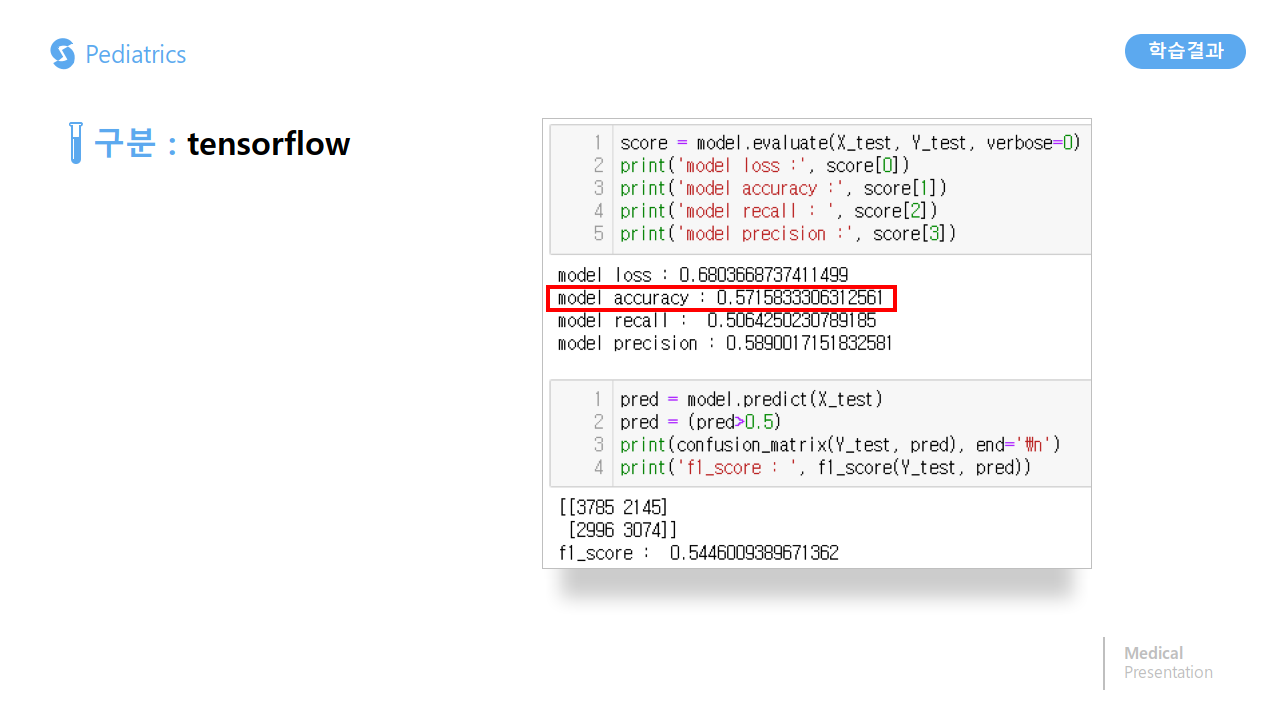 Pediatrics
학습결과
구분 : tensorflow
1 score = model.evaluate(X_test, Y_test, verbose=0)
2 print('model loss :', score[0])
3 print('model accuracy :', score[1])
4 print('model recall : ', score[2])
5 print('model precision :', score[3])
model loss : 0.6803668737411499
model accuracy : 0.5715833306312561
model recall :  0.5064250230789185
model precision : 0.5890017151832581
1 pred = model.predict(X_test)
2 pred = (pred>0.5)
3 print(confusion_matrix(Y_test, pred), end='₩n')
4 print('f1_score : ', f1_score(Y_test, pred))
[[3785 2145]
[2996 3074]]
f1_score :  0.5446009389671362
Medical
Presentation